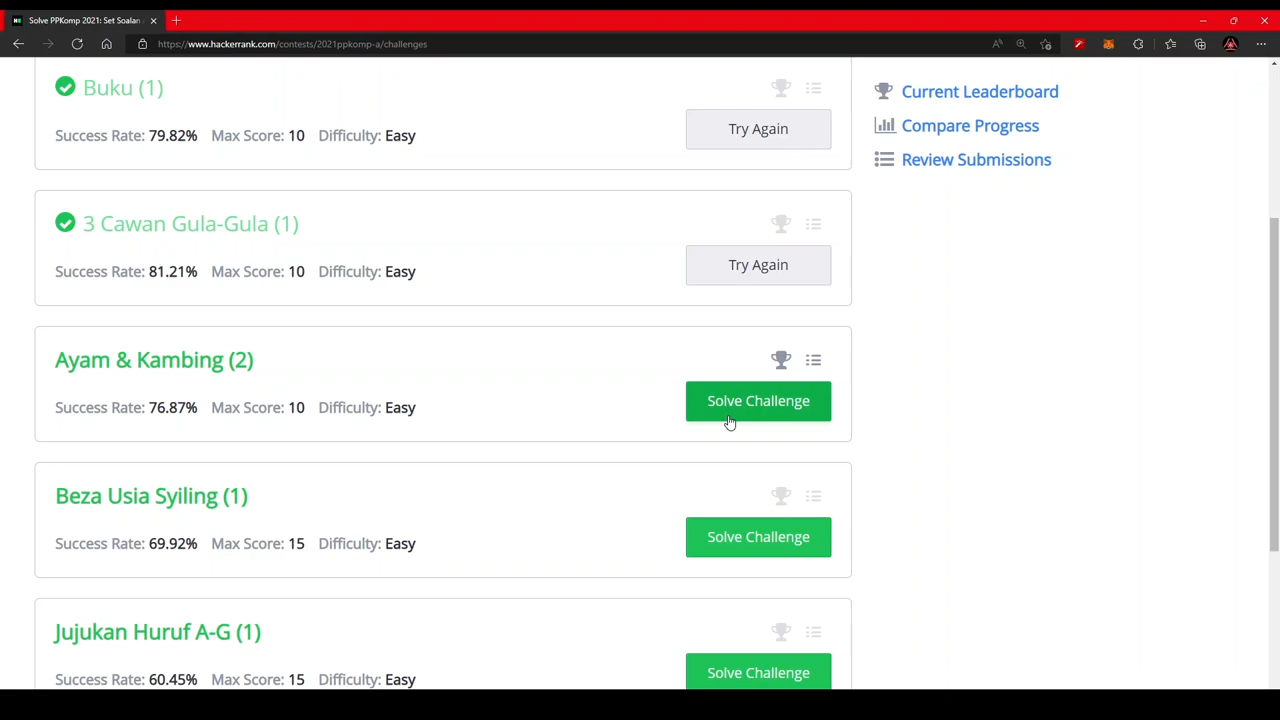 Solve PPKomp 2021: Set Soalan
https://www.hackerrank.com/contests/2021ppkomp-a/challenges
Buku (1)
Success Rate: 79.82% Max Score: 10 Difficulty: Easy
Try Again
3 Cawan Gula-Gula (1)
Success Rate: 81.21% Max Score: 10 Difficulty: Easy
Try Again
Ayam & Kambing (2)
Success Rate: 76.87% Max Score: 10 Difficulty: Easy
Solve Challenge
Beza Usia Syiling (1)
Success Rate: 69.92% Max Score: 15 Difficulty: Easy
Solve Challenge
Jujukan Huruf A-G (1)
Success Rate: 60.45% Max Score: 15 Difficulty: Easy
Solve Challenge
Current Leaderboard
Compare Progress
Review Submissions